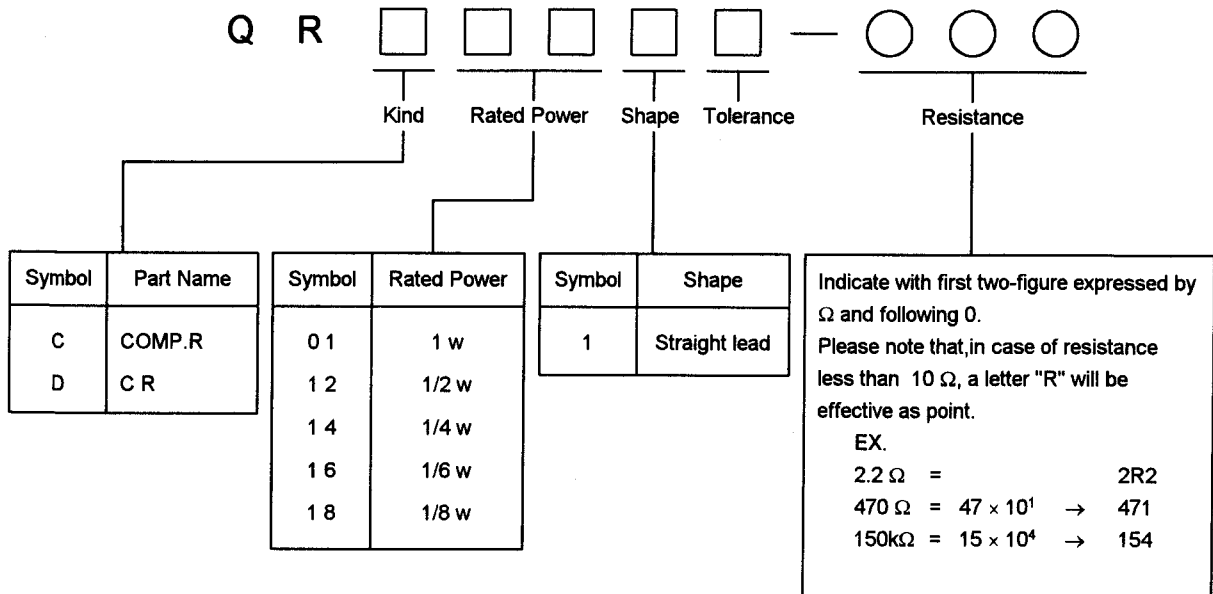 Q R —
Kind Rated Power Shape Tolerance Resistance
Symbol Part Name
C COMP.R
D C R
Symbol Rated Power
0 1 1 w
1 2 1/2 w
1 4 1/4 w
1 6 1/6 w
1 8 1/8 w
Symbol Shape
1 Straight lead
Indicate with first two-figure expressed by
Ω and following 0.
Please note that,in case of resistance
less than 10 Ω, a letter "R" will be
effective as point.
EX.
2.2 Ω = 2R2
470 Ω = 47 × 10¹ → 471
150kΩ = 15 × 10⁴ → 154